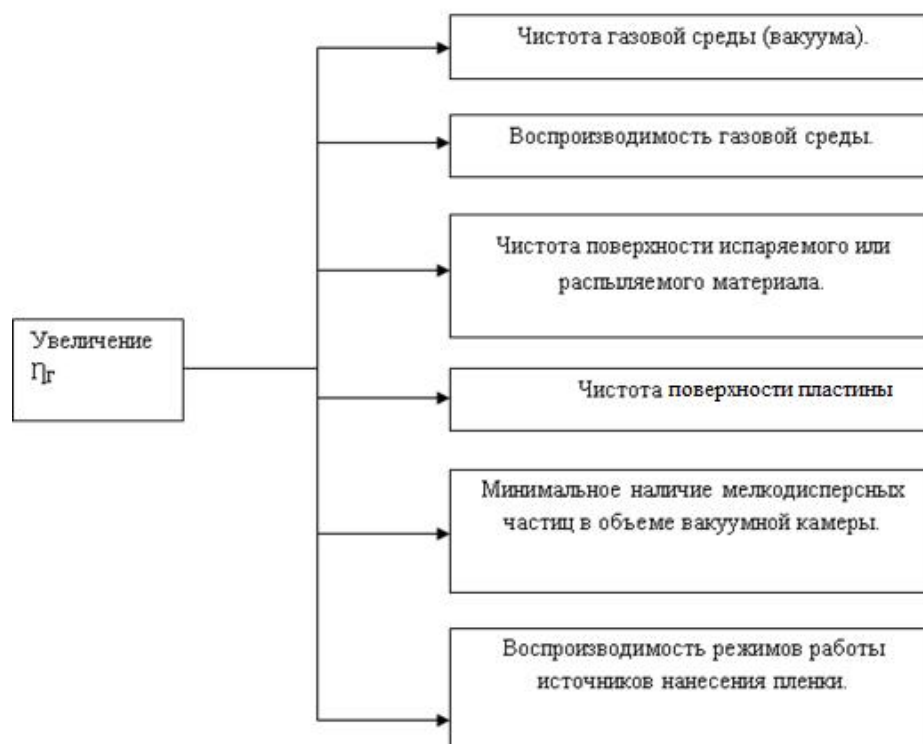 Чистота газовой среды (вакуума).
Воспроизводимость газовой среды.
Чистота поверхности испаряемого или
распыляемого материала.
Увеличение
ηг
Чистота поверхности пластины
Минимальное наличие мелкодисперсных
частиц в объеме вакуумной камеры.
Воспроизводимость режимов работы
источников нанесения пленки.